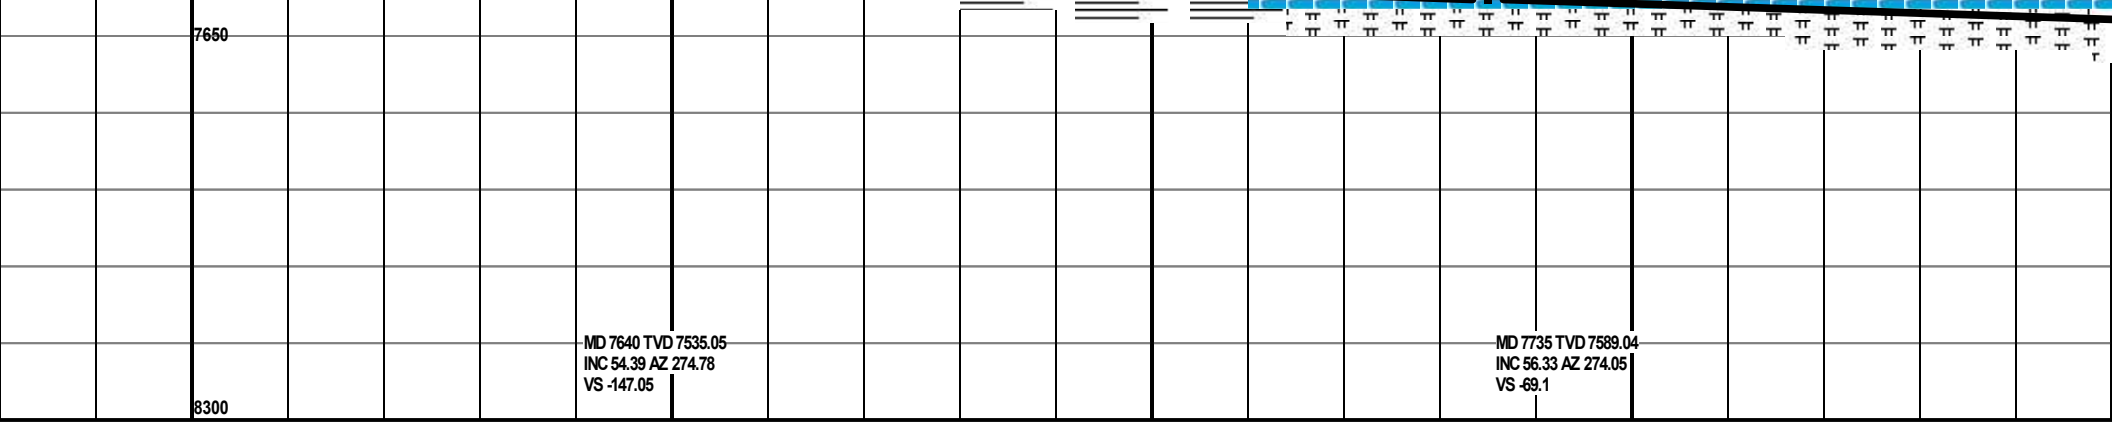 7650
MD 7640 TVD 7535.05
INC 54.39 AZ 274.78
VS -147.05
MD 7735 TVD 7589.04
INC 56.33 AZ 274.05
VS -69.1
8300